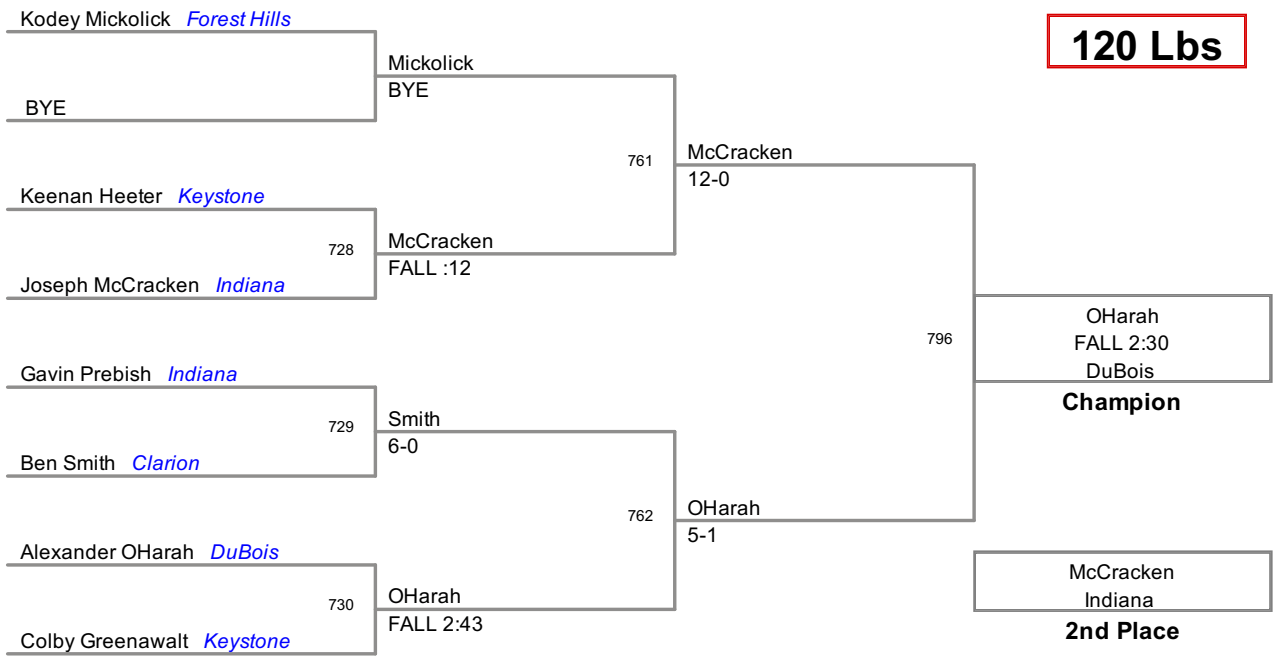 Kodey Mickolick Forest Hills
120 Lbs
Mickolick
BYE
BYE
761
McCracken
12-0
Keenan Heeter Keystone
728
McCracken
FALL :12
Joseph McCracken Indiana
OHarah
FALL 2:30
DuBois
Champion
796
Gavin Prebish Indiana
729
Smith
6-0
Ben Smith Clarion
762
OHarah
5-1
Alexander OHarah DuBois
730
OHarah
FALL 2:43
Colby Greenawalt Keystone
McCracken
Indiana
2nd Place